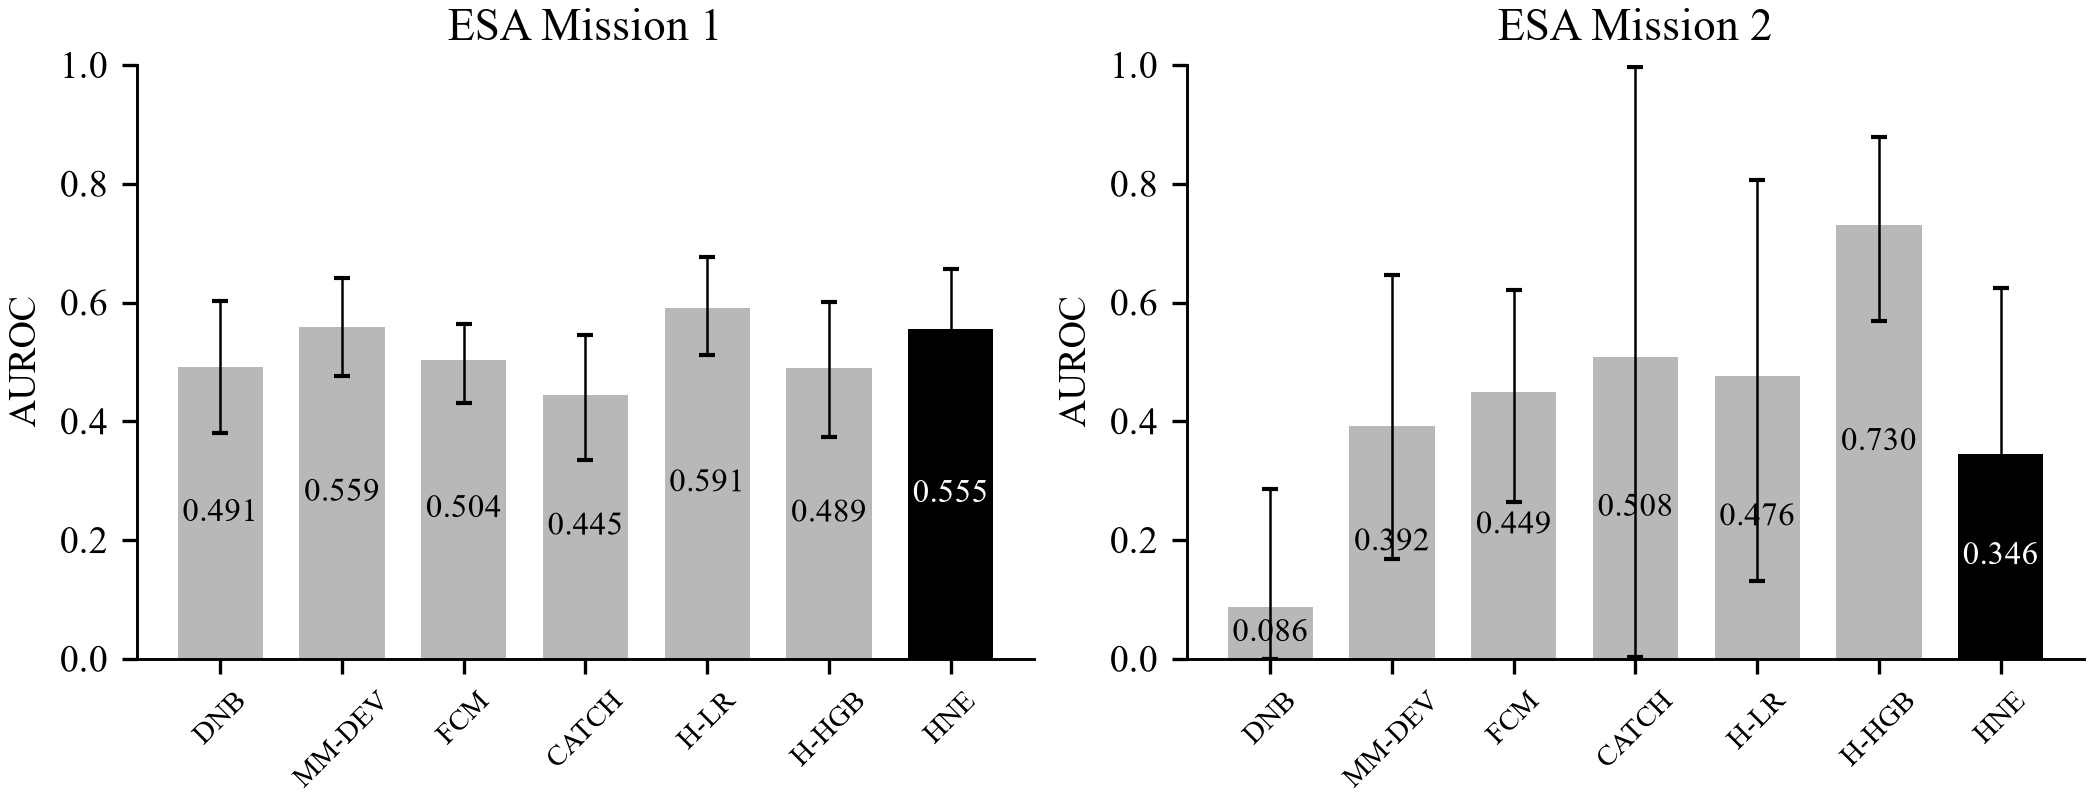 ESA Mission 1
AUROC
1.0
0.8
0.6
0.4
0.2
0.0
0.491
0.559
0.504
0.445
0.591
0.489
0.555
DNB
MM-DEV
FCM
CATCH
H-LR
H-HGB
HNE
ESA Mission 2
AUROC
1.0
0.8
0.6
0.4
0.2
0.0
0.086
0.392
0.449
0.508
0.476
0.730
0.346
DNB
MM-DEV
FCM
CATCH
H-LR
H-HGB
HNE